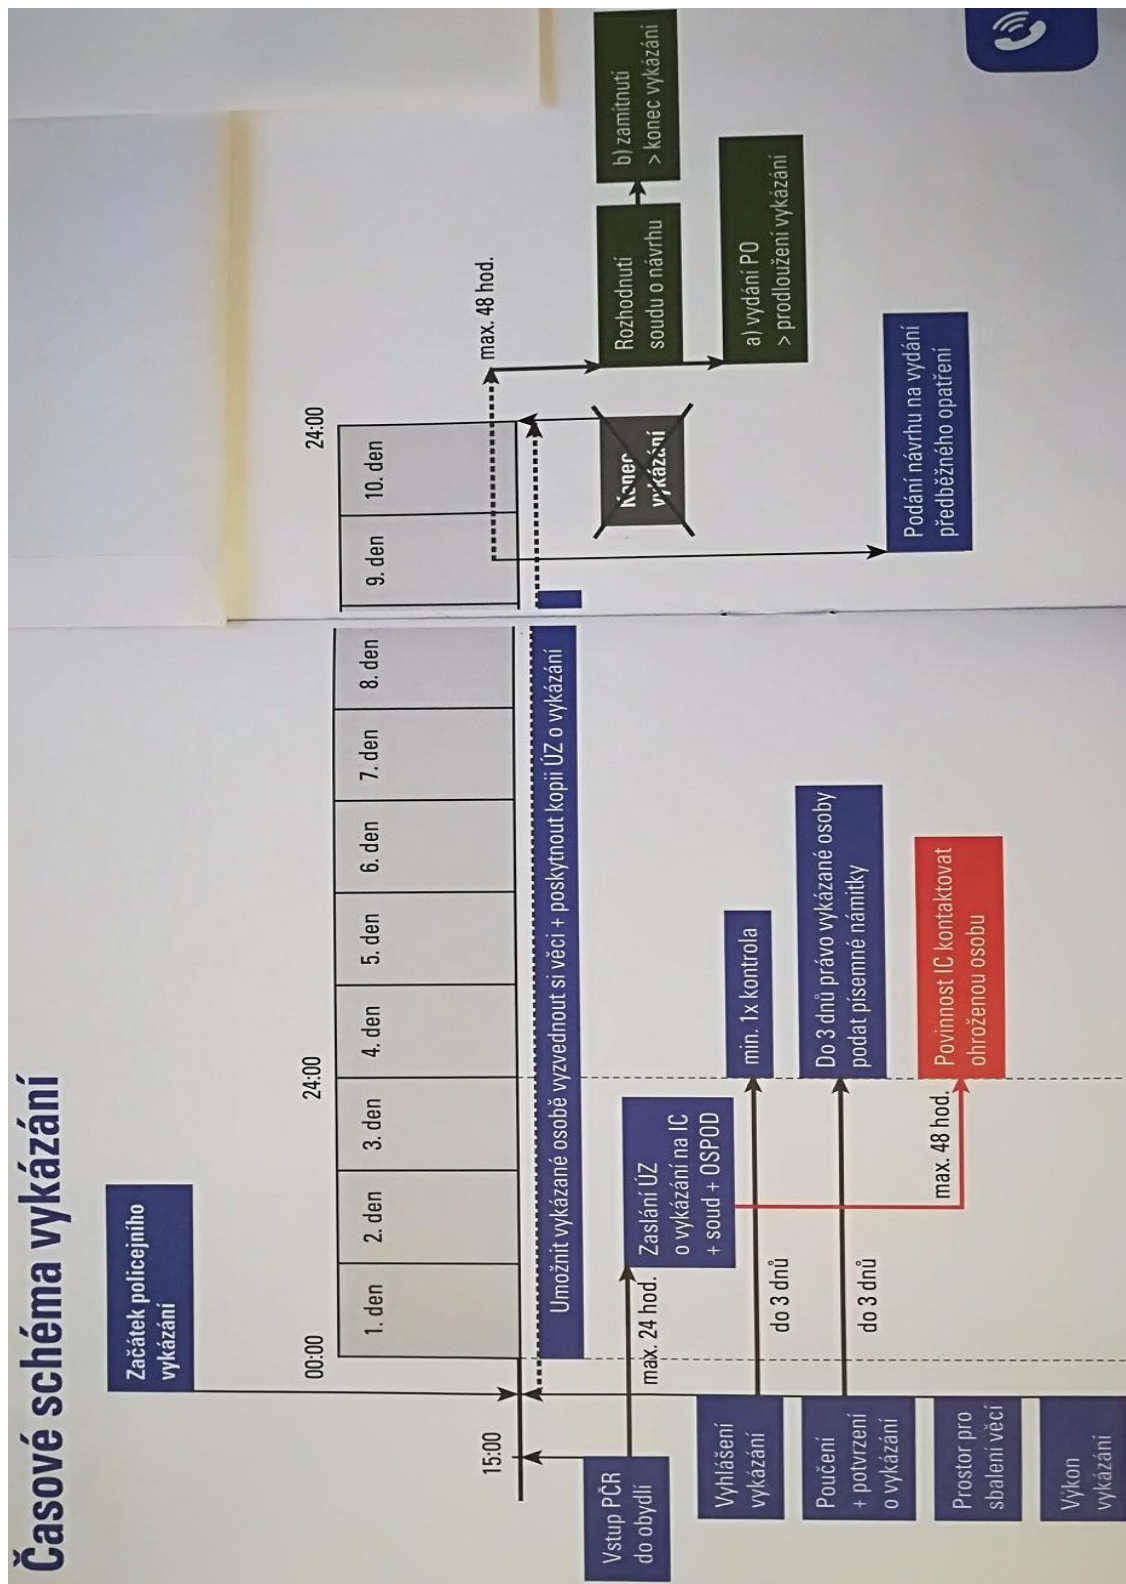 Časové schéma vykázání
Začátek policejního
vykázání
15:00
00:00
24:00
24:00
1. den
2. den
3. den
4. den
5. den
6. den
7. den
8. den
9. den
10. den
Umožnit vykázané osobě vyzvednout si věci + poskytnout kopii ÚZ o vykázání
max. 48 hod.
Vstup PČR
do obydlí
max. 24 hod.
Zaslání ÚZ
o vykázání na IC
+ soud + OSPOD
Konec
vykázání
Rozhodnutí
soudu o návrhu
b) zamítnutí
> konec vykázání
Vyhlášení
vykázání
do 3 dnů
min. 1x kontrola
a) vydání PO
> prodloužení vykázání
Poučení
+ potvrzení
o vykázání
do 3 dnů
Do 3 dnů právo vykázané osoby
podat písemné námitky
Prostor pro
sbalení věcí
max. 48 hod.
Povinnost IC kontaktovat
ohroženou osobu
Podání návrhu na vydání
předběžného opatření
Výkon
vykázání